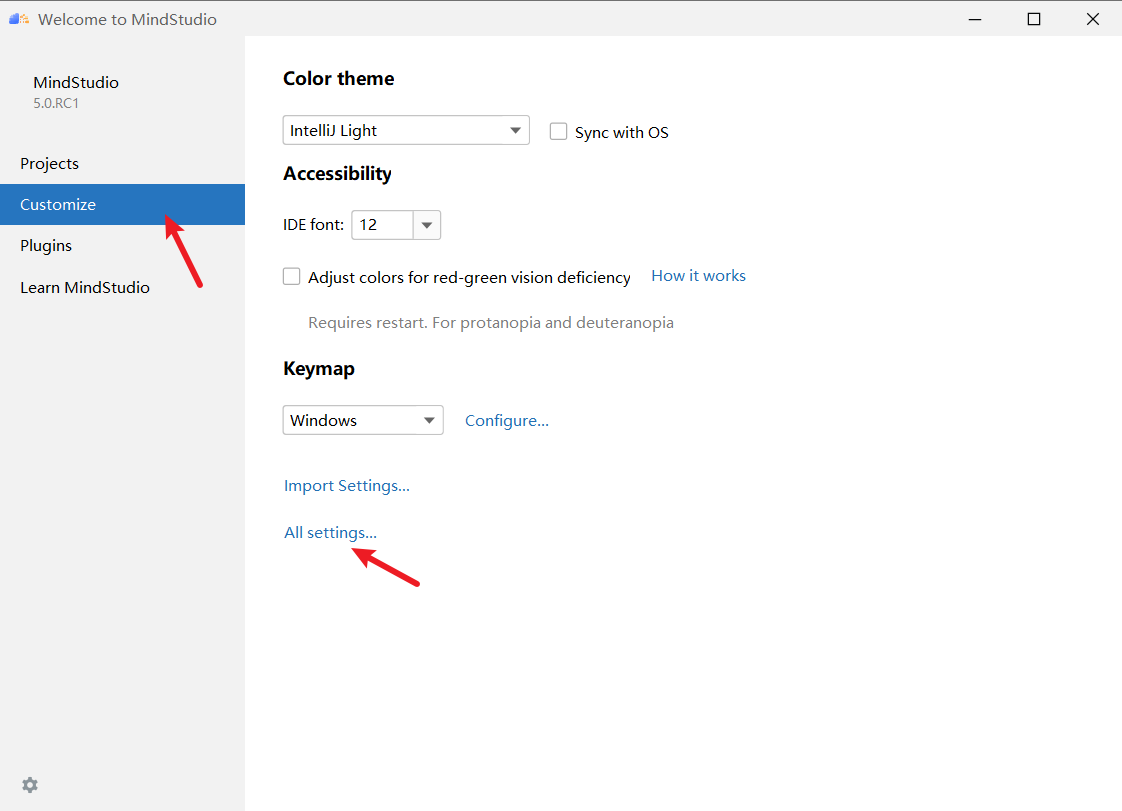 Welcome to MindStudio
MindStudio
5.0.RC1
Projects
Customize
Plugins
Learn MindStudio
Color theme
IntelliJ Light
Sync with OS
Accessibility
IDE font: 12
Adjust colors for red-green vision deficiency How it works
Requires restart. For protanopia and deuteranopia
Keymap
Windows Configure...
Import Settings...
All settings...